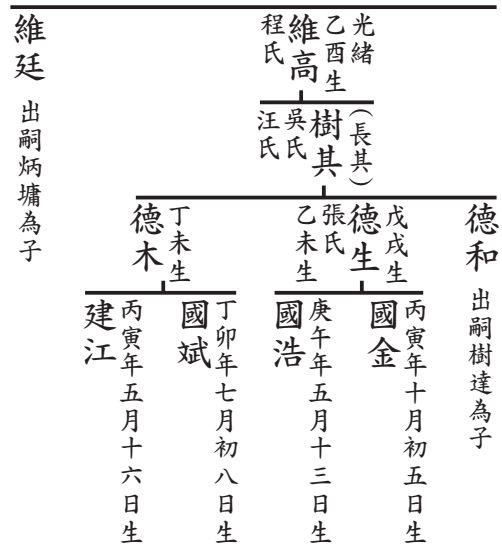 光緒
乙酉生
維高
程氏
維廷
出嗣炳墉為子
(長其)
樹其
吳氏
汪氏
德和
出嗣樹達為子
戊戌生
德生
張氏
乙未生
丁未生
德木
丙寅年十月初五日生
國金
庚午年五月十三日生
國浩
丁卯年七月初八日生
國斌
丙寅年五月十六日生
建江